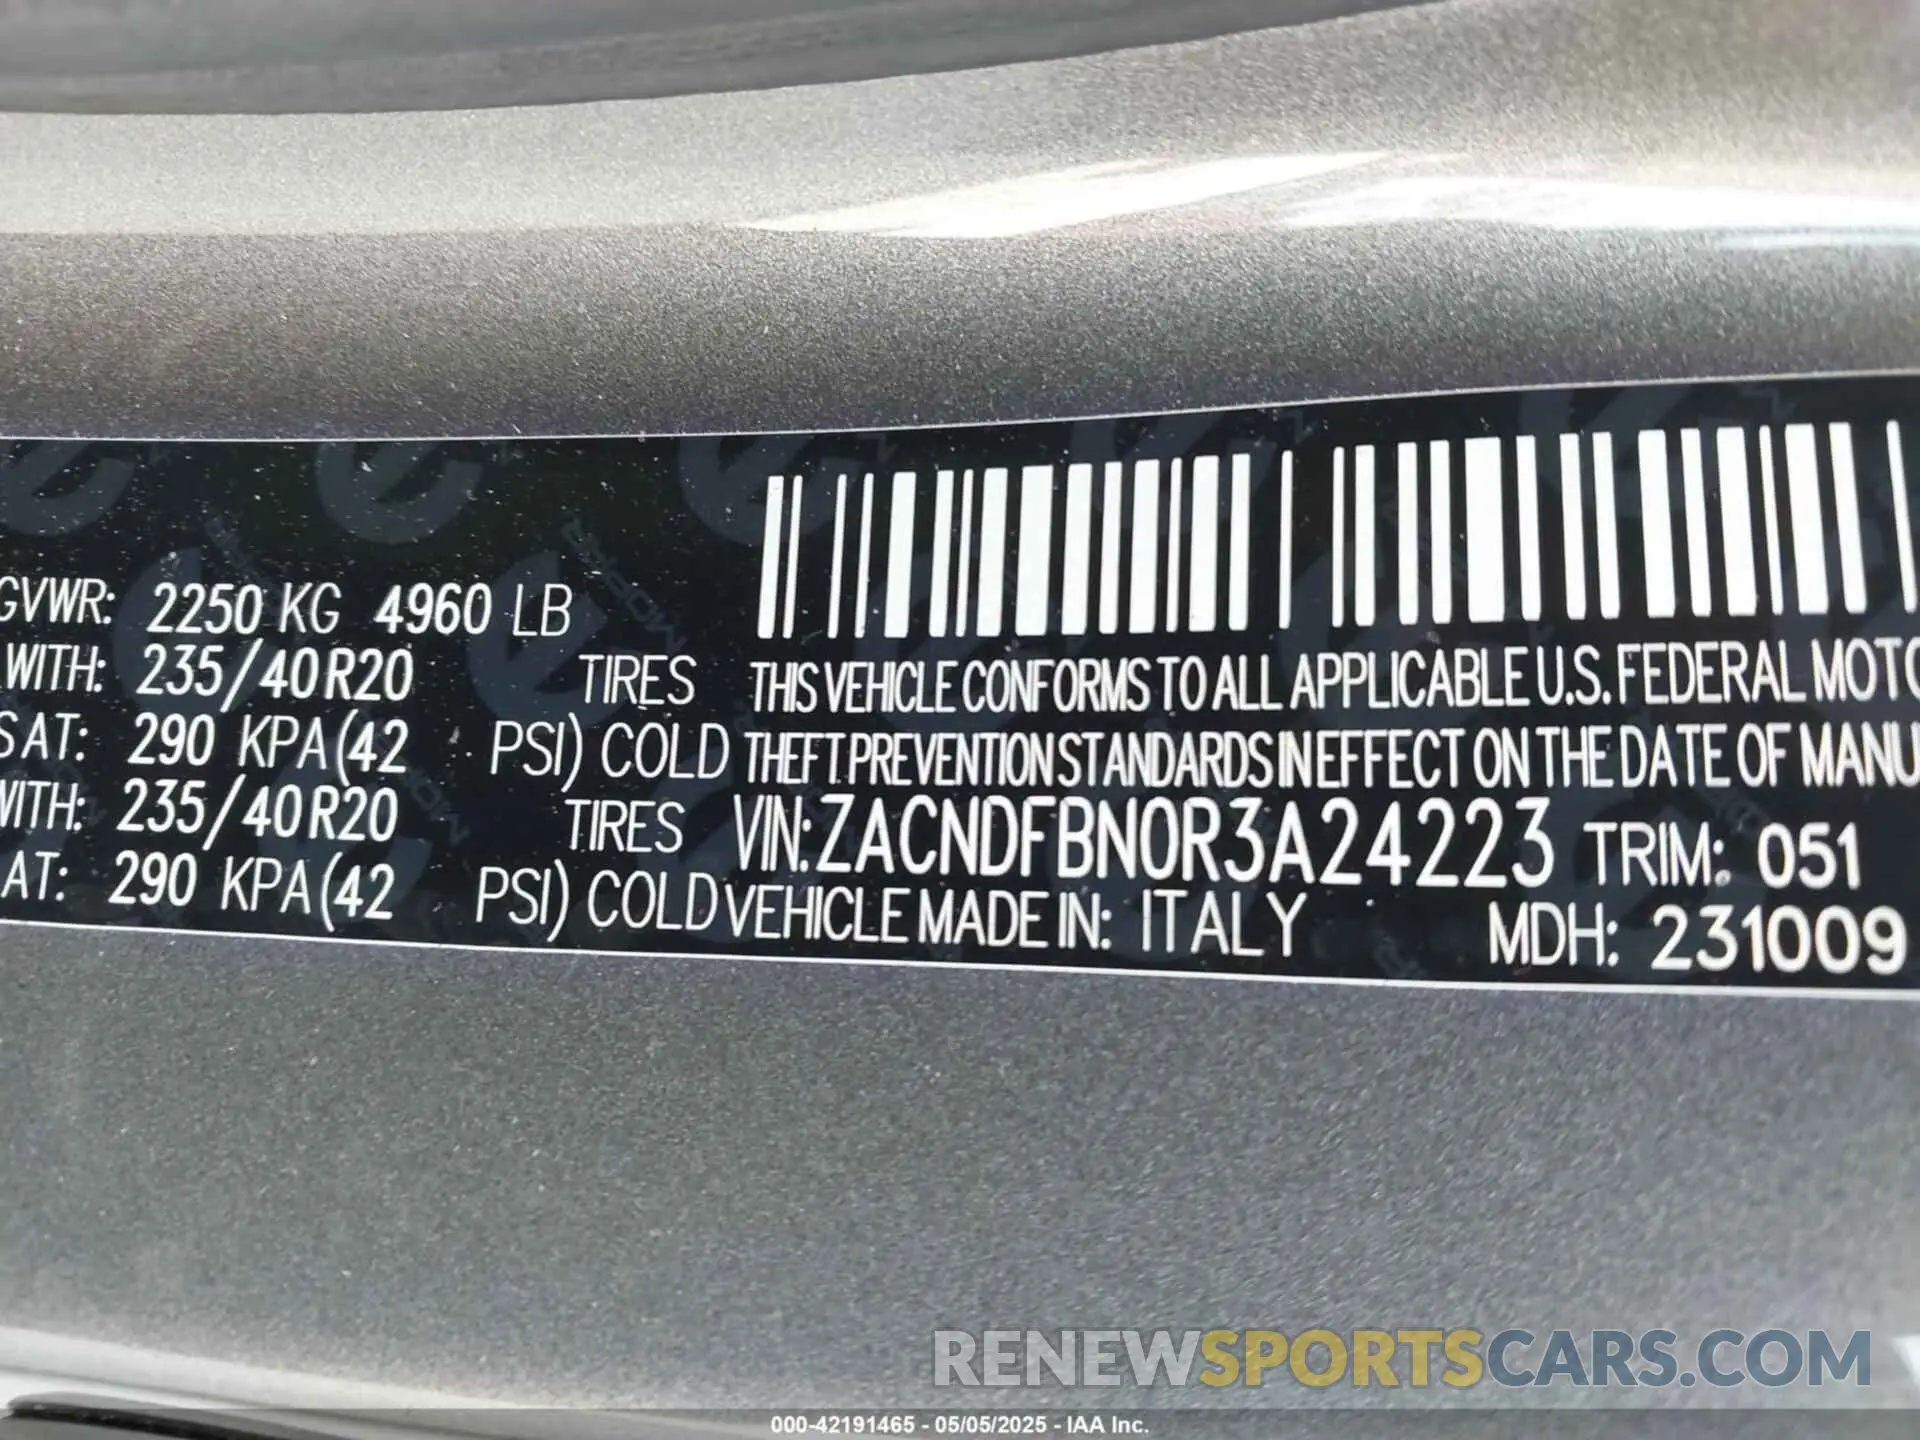 GVWR: 2250 KG 4960 LB
WITH: 235/40R20 TIRES
SAT: 290 KPA(42 PSI) COLD
WITH: 235/40R20 TIRES
AT: 290 KPA(42 PSI) COLD
THIS VEHICLE CONFORMS TO ALL APPLICABLE U.S. FEDERAL MOTO
THEFT PREVENTION STANDARDS IN EFFECT ON THE DATE OF MANU
VIN: ZACNDFBN0R3A24223 TRIM: 051
VEHICLE MADE IN: ITALY MDH: 231009
RENEWSPORTSCARS.COM
000-42191465 - 05/05/2025 - IAA Inc.